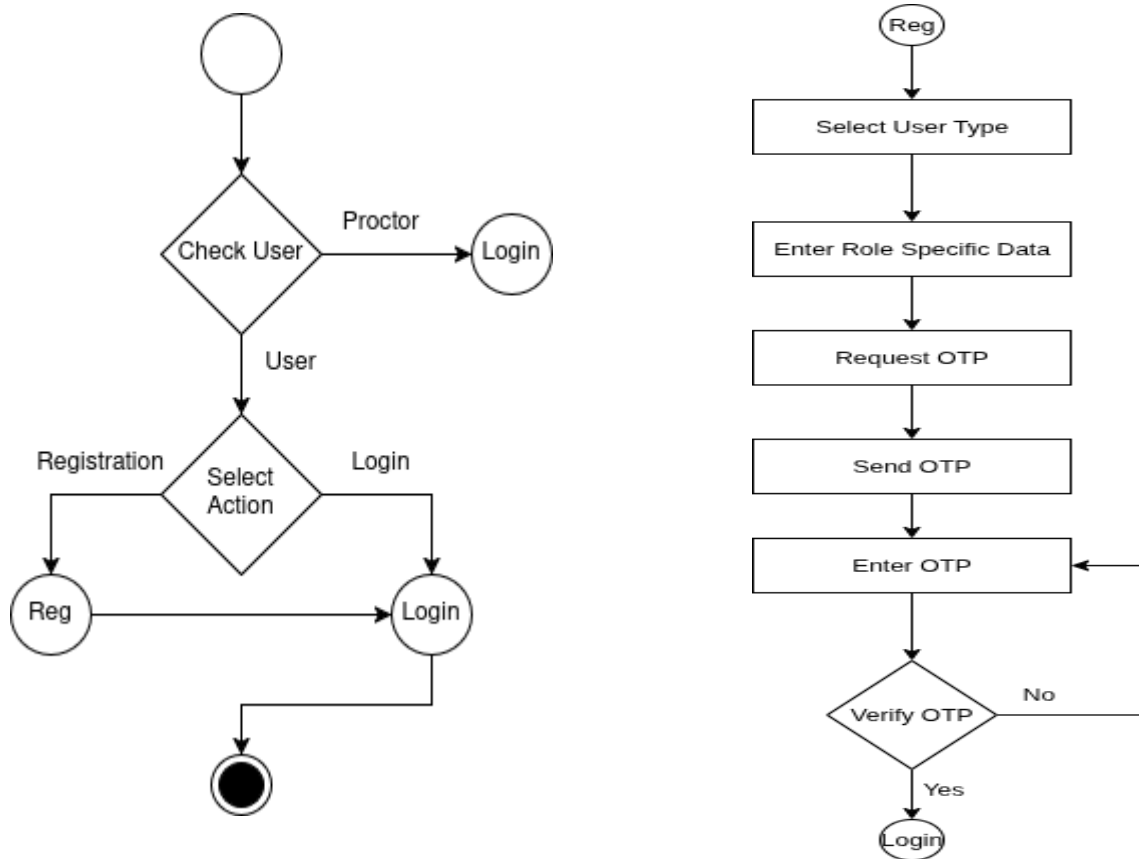 Check User
Proctor
Login
User
Registration
Login
Select
Action
Reg
Login
Reg
Select User Type
Enter Role Specific Data
Request OTP
Send OTP
Enter OTP
Verify OTP
No
Yes
Login